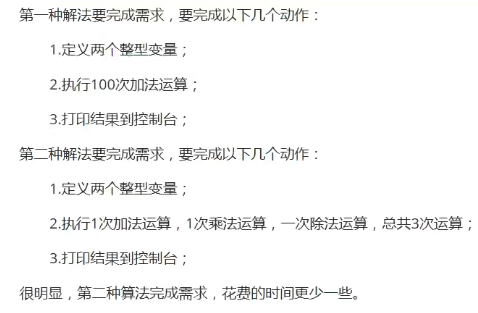 第一种解法要完成需求，要完成以下几个动作：
1.定义两个整型变量；
2.执行100次加法运算；
3.打印结果到控制台；
第二种解法要完成需求，要完成以下几个动作：
1.定义两个整型变量；
2.执行1次加法运算，1次乘法运算，一次除法运算，总共3次运算；
3.打印结果到控制台；
很明显，第二种算法完成需求，花费的时间更少一些。